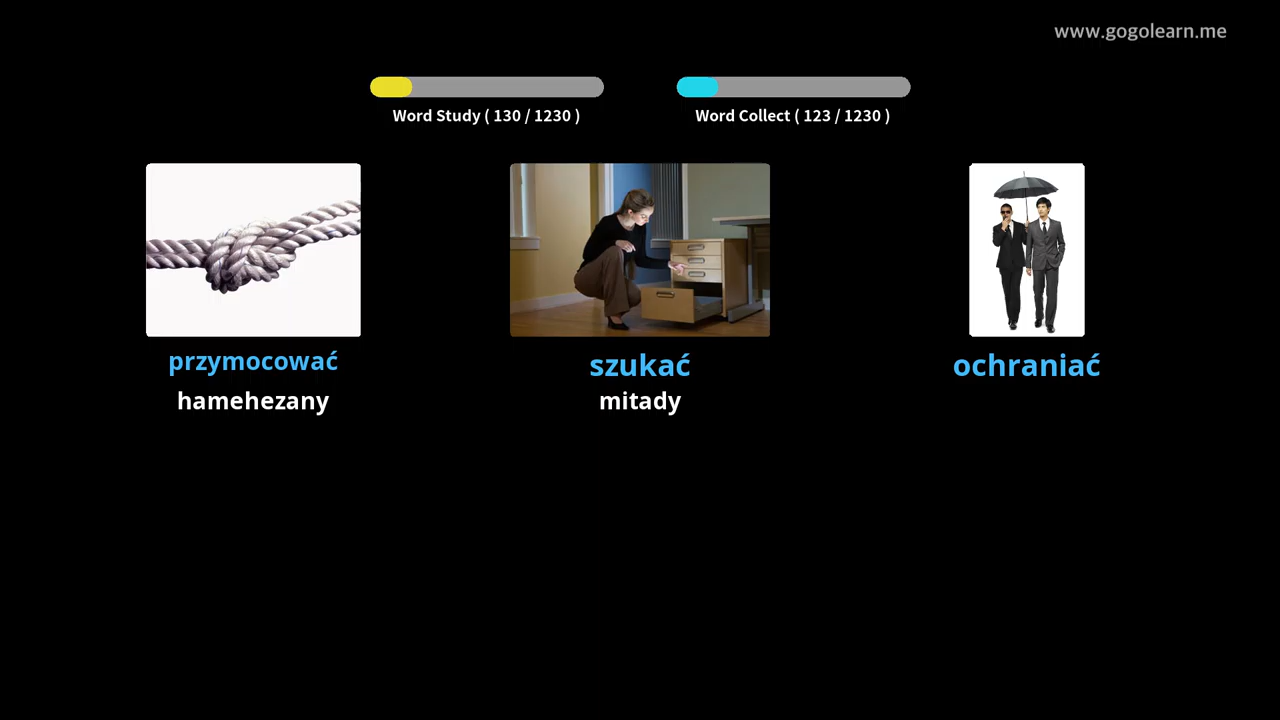 www.gogolearn.me
Word Study ( 130 / 1230 )
Word Collect ( 123 / 1230 )
przymocować
hamehezany
szukać
mitady
ochraniać